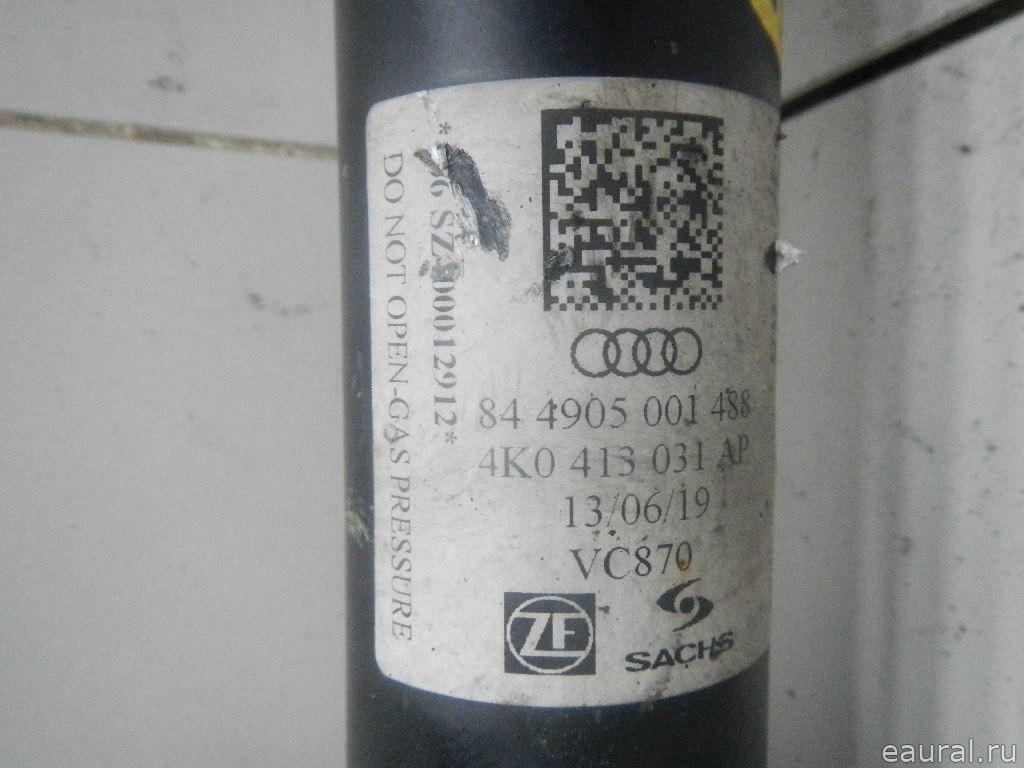 84 4905 001 488
4K0 413 031 AP
13/06/19
VC870
ZF
SACHS
0012912*
DO NOT OPEN-GAS PRESSURE
eaural.ru